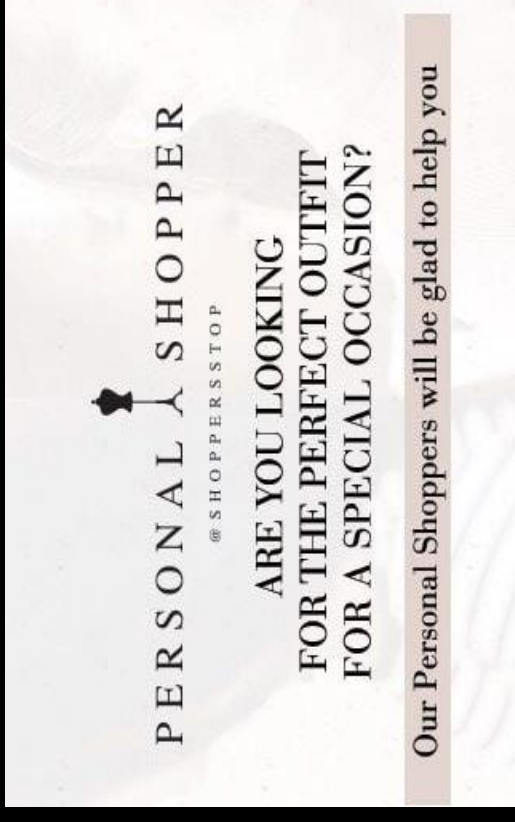 PERSONAL SHOPPER
@SHOPPERSSTOP
ARE YOU LOOKING
FOR THE PERFECT OUTFIT
FOR A SPECIAL OCCASION?
Our Personal Shoppers will be glad to help you